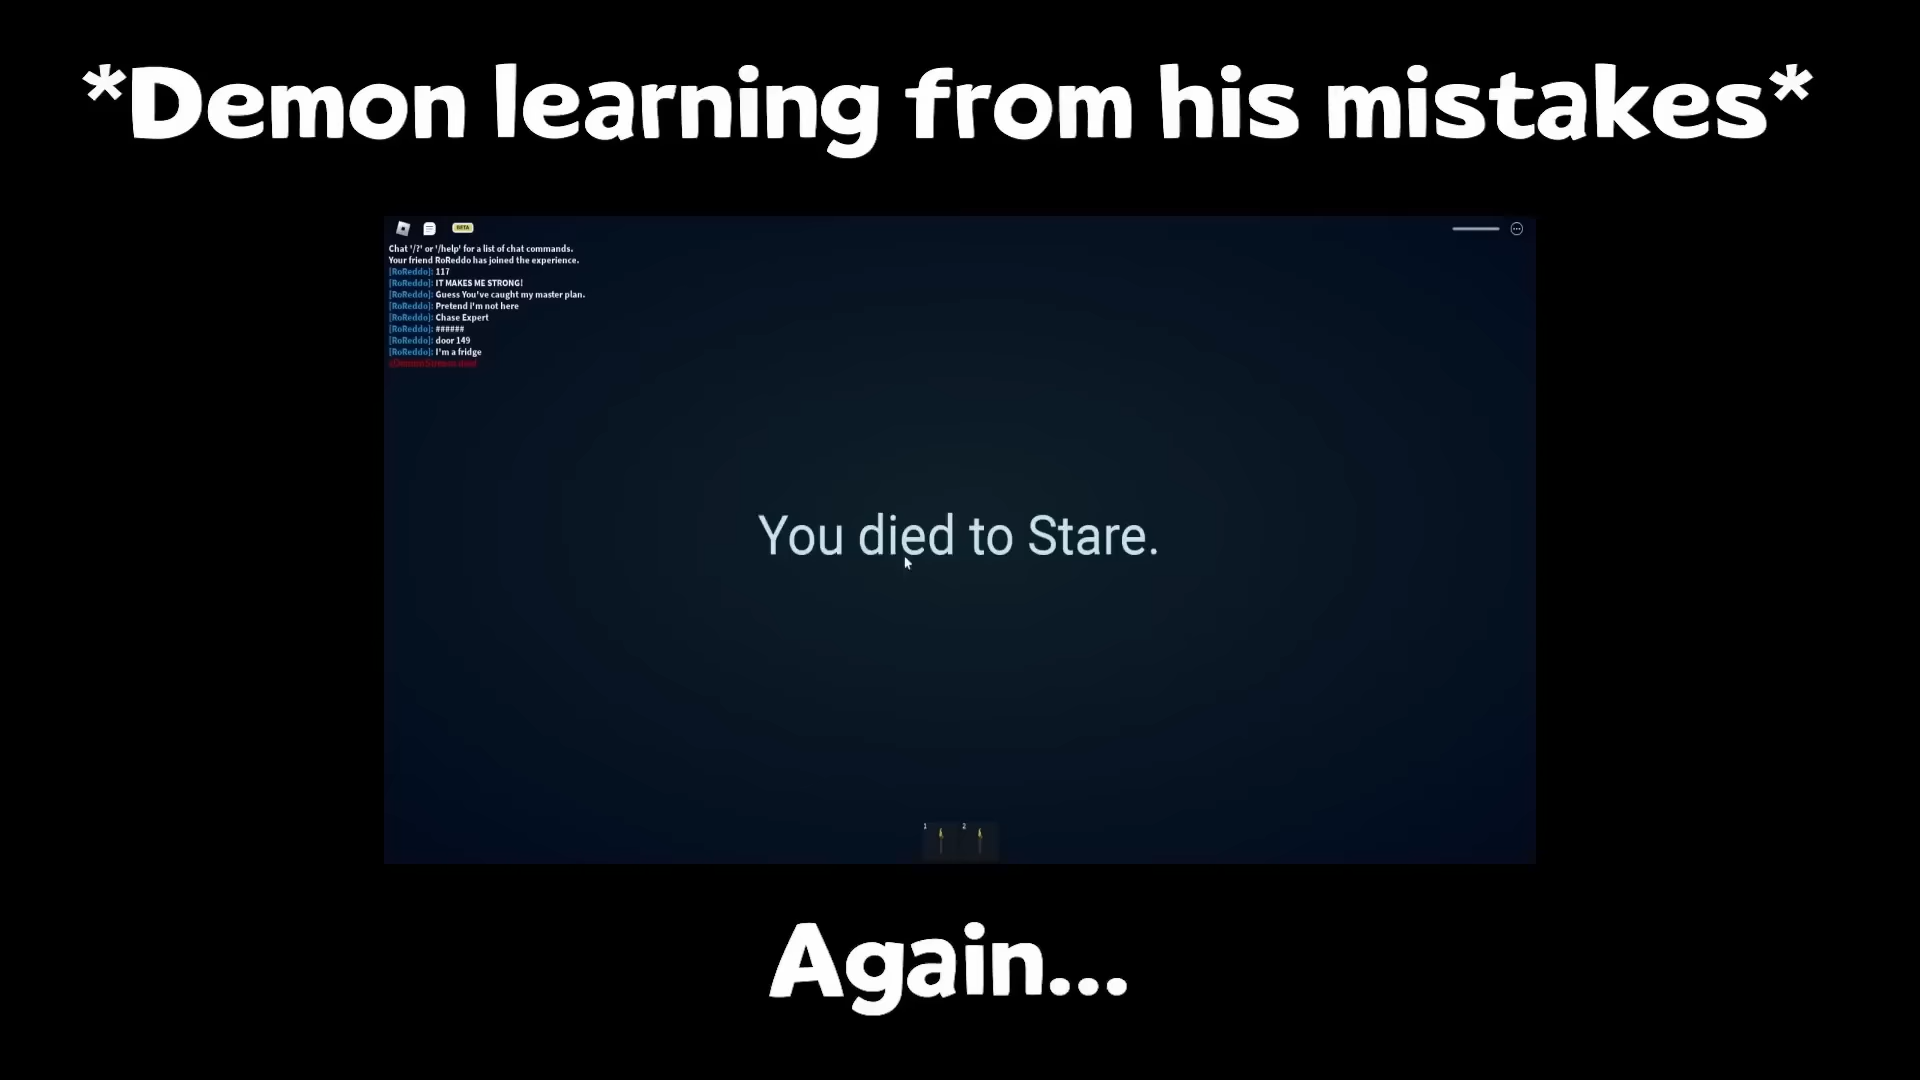 *Demon learning from his mistakes*
BETA
Chat '/?' or '/help' for a list of chat commands.
Your friend RoReddo has joined the experience.
[RoReddo]: 117
[RoReddo]: IT MAKES ME STRONG!
[RoReddo]: Guess You've caught my master plan.
[RoReddo]: Pretend i'm not here
[RoReddo]: Chase Expert
[RoReddo]: ######
[RoReddo]: door 149
[RoReddo]: I'm a fridge
You died to Stare.
1 2
Again...